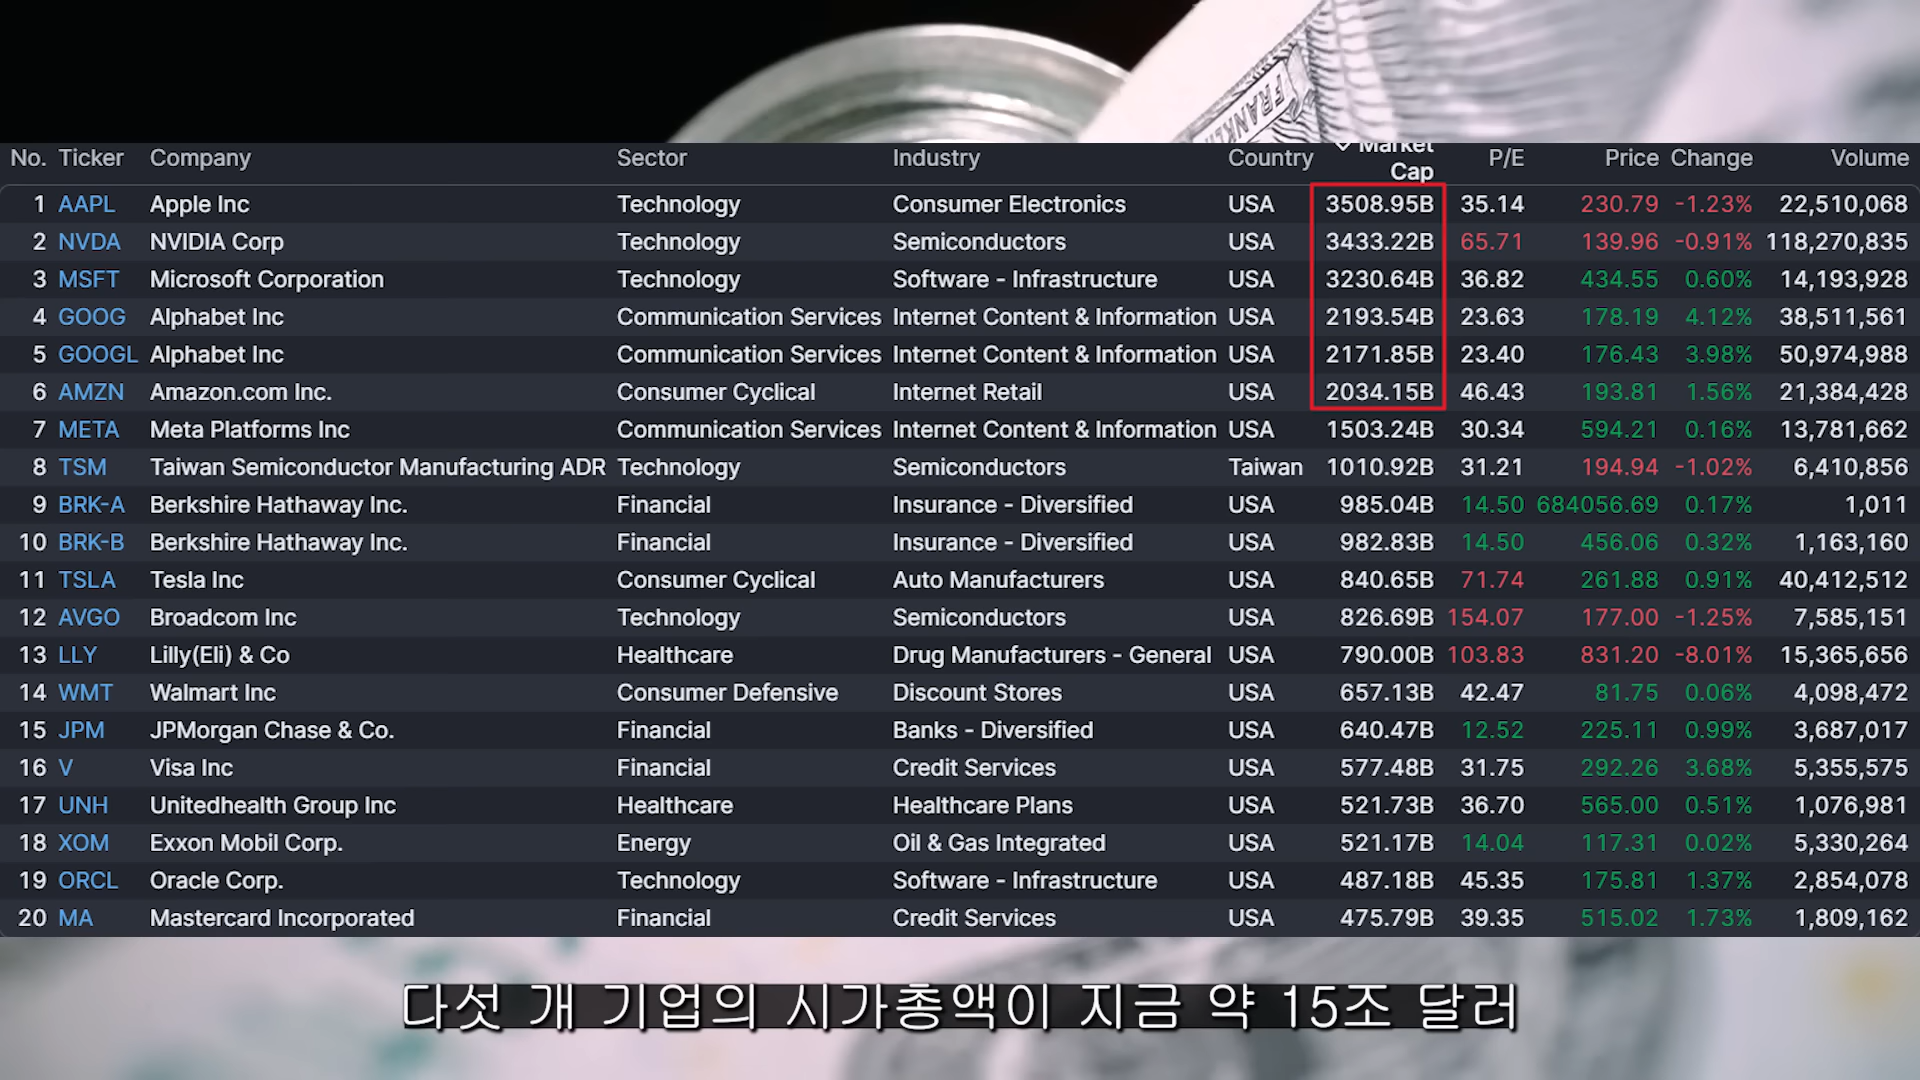 FRANKLIN
No. Ticker Company Sector Industry Country Market Cap P/E Price Change Volume
1 AAPL Apple Inc Technology Consumer Electronics USA 3508.95B 35.14 230.79 -1.23% 22,510,068
2 NVDA NVIDIA Corp Technology Semiconductors USA 3433.22B 65.71 139.96 -0.91% 118,270,835
3 MSFT Microsoft Corporation Technology Software - Infrastructure USA 3230.64B 36.82 434.55 0.60% 14,193,928
4 GOOG Alphabet Inc Communication Services Internet Content & Information USA 2193.54B 23.63 178.19 4.12% 38,511,561
5 GOOGL Alphabet Inc Communication Services Internet Content & Information USA 2171.85B 23.40 176.43 3.98% 50,974,988
6 AMZN Amazon.com Inc. Consumer Cyclical Internet Retail USA 2034.15B 46.43 193.81 1.56% 21,384,428
7 META Meta Platforms Inc Communication Services Internet Content & Information USA 1503.24B 30.34 594.21 0.16% 13,781,662
8 TSM Taiwan Semiconductor Manufacturing ADR Technology Semiconductors Taiwan 1010.92B 31.21 194.94 -1.02% 6,410,856
9 BRK-A Berkshire Hathaway Inc. Financial Insurance - Diversified USA 985.04B 14.50 684056.69 0.17% 1,011
10 BRK-B Berkshire Hathaway Inc. Financial Insurance - Diversified USA 982.83B 14.50 456.06 0.32% 1,163,160
11 TSLA Tesla Inc Consumer Cyclical Auto Manufacturers USA 840.65B 71.74 261.88 0.91% 40,412,512
12 AVGO Broadcom Inc Technology Semiconductors USA 826.69B 154.07 177.00 -1.25% 7,585,151
13 LLY Lilly(Eli) & Co Healthcare Drug Manufacturers - General USA 790.00B 103.83 831.20 -8.01% 15,365,656
14 WMT Walmart Inc Consumer Defensive Discount Stores USA 657.13B 42.47 81.75 0.06% 4,098,472
15 JPM JPMorgan Chase & Co. Financial Banks - Diversified USA 640.47B 12.52 225.11 0.99% 3,687,017
16 V Visa Inc Financial Credit Services USA 577.48B 31.75 292.26 3.68% 5,355,575
17 UNH Unitedhealth Group Inc Healthcare Healthcare Plans USA 521.73B 36.70 565.00 0.51% 1,076,981
18 XOM Exxon Mobil Corp. Energy Oil & Gas Integrated USA 521.17B 14.04 117.31 0.02% 5,330,264
19 ORCL Oracle Corp. Technology Software - Infrastructure USA 487.18B 45.35 175.81 1.37% 2,854,078
20 MA Mastercard Incorporated Financial Credit Services USA 475.79B 39.35 515.02 1.73% 1,809,162
다섯 개 기업의 시가총액이 지금 약 15조 달러